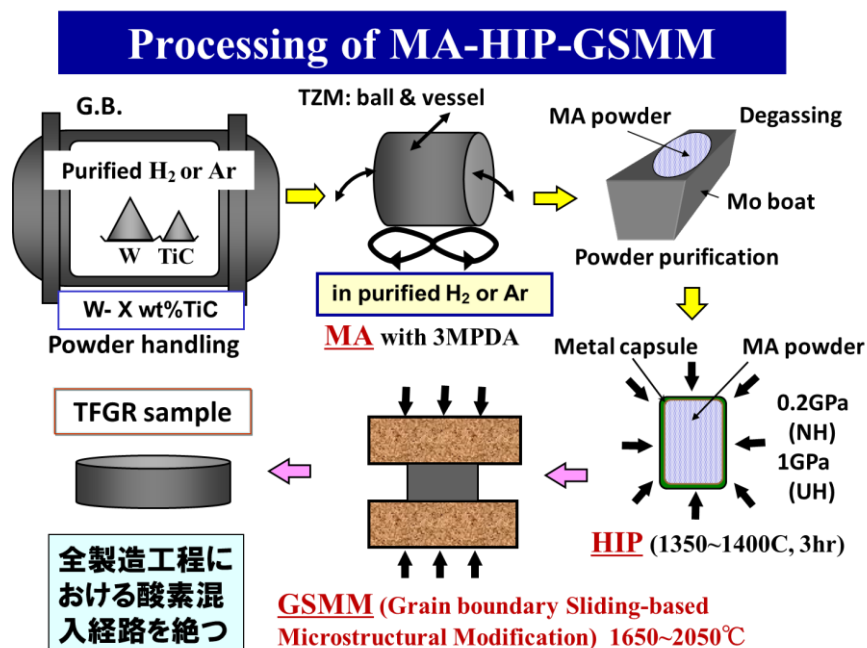 Processing of MA-HIP-GSMM
G.B.
Purified H₂ or Ar
W
TiC
W- X wt%TiC
Powder handling
TZM: ball & vessel
in purified H₂ or Ar
MA with 3MPDA
MA powder
Degassing
Mo boat
Powder purification
Metal capsule
MA powder
0.2GPa
(NH)
1GPa
(UH)
HIP (1350~1400C, 3hr)
GSMM (Grain boundary Sliding-based
Microstructural Modification) 1650~2050℃
TFGR sample
全製造工程に
おける酸素混
入経路を絶つ